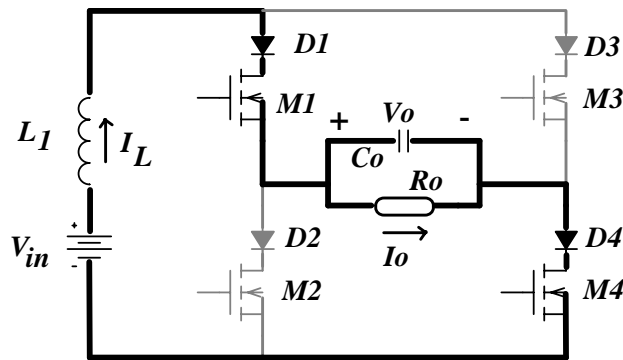 D1
D3
M1
M3
L1
IL
+
Vo
-
Co
Ro
Vin
+
-
D2
Io
D4
M2
M4